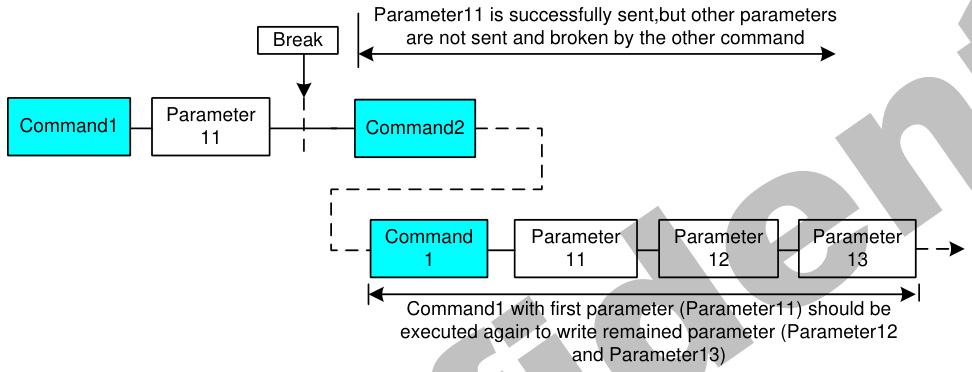 Parameter11 is successfully sent,but other parameters
are not sent and broken by the other command
Break
Command1
Parameter
11
Command2
Command
1
Parameter
11
Parameter
12
Parameter
13
Command1 with first parameter (Parameter11) should be
executed again to write remained parameter (Parameter12
and Parameter13)
fident